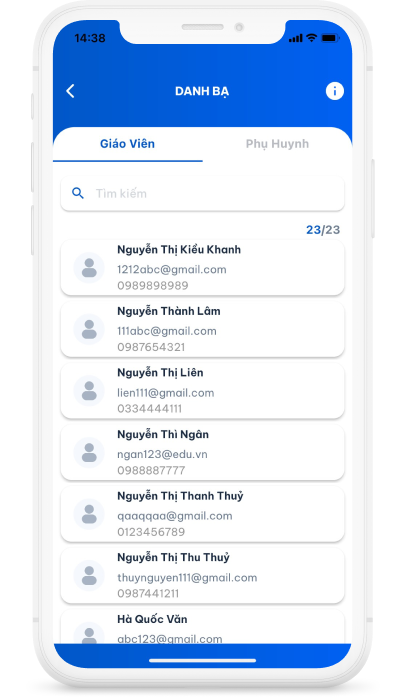 14:38
DANH BẠ
Giáo Viên
Phụ Huynh
Tìm kiếm
23/23
Nguyễn Thị Kiều Khanh
1212abc@gmail.com
0989898989
Nguyễn Thành Lâm
111abc@gmail.com
0987654321
Nguyễn Thị Liên
lien111@gmail.com
0334444111
Nguyễn Thì Ngân
ngan123@edu.vn
0988887777
Nguyễn Thị Thanh Thuỷ
qaaqqaa@gmail.com
0123456789
Nguyễn Thị Thu Thuỷ
thuynguyen111@gmail.com
0987441211
Hà Quốc Văn
abc123@gmail.com